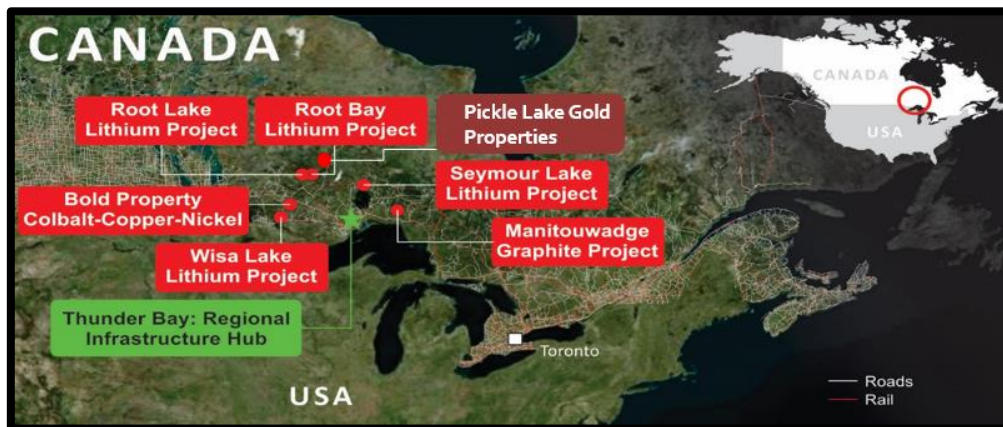 CANADA
Root Lake
Lithium Project
Root Bay
Lithium Project
Pickle Lake Gold
Properties
Seymour Lake
Lithium Project
Bold Property
Colbalt-Copper-Nickel
Manitouwadge
Graphite Project
Wisa Lake
Lithium Project
Thunder Bay: Regional
Infrastructure Hub
Toronto
USA
CANADA
USA
Roads
Rail